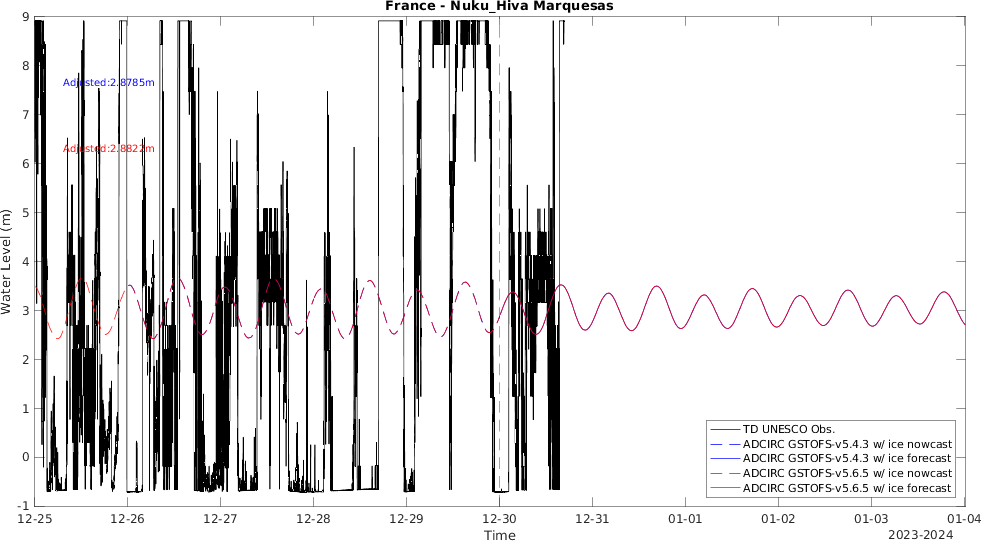 France - Nuku_Hiva Marquesas
9
8
7
6
5
4
3
2
1
0
-1
Water Level (m)
Adjusted:2.8785m
Adjusted:2.8822m
TD UNESCO Obs.
ADCIRC GSTOFS-v5.4.3 w/ ice nowcast
ADCIRC GSTOFS-v5.4.3 w/ ice forecast
ADCIRC GSTOFS-v5.6.5 w/ ice nowcast
ADCIRC GSTOFS-v5.6.5 w/ ice forecast
12-25 12-26 12-27 12-28 12-29 12-30 12-31 01-01 01-02 01-03 01-04
Time
2023-2024